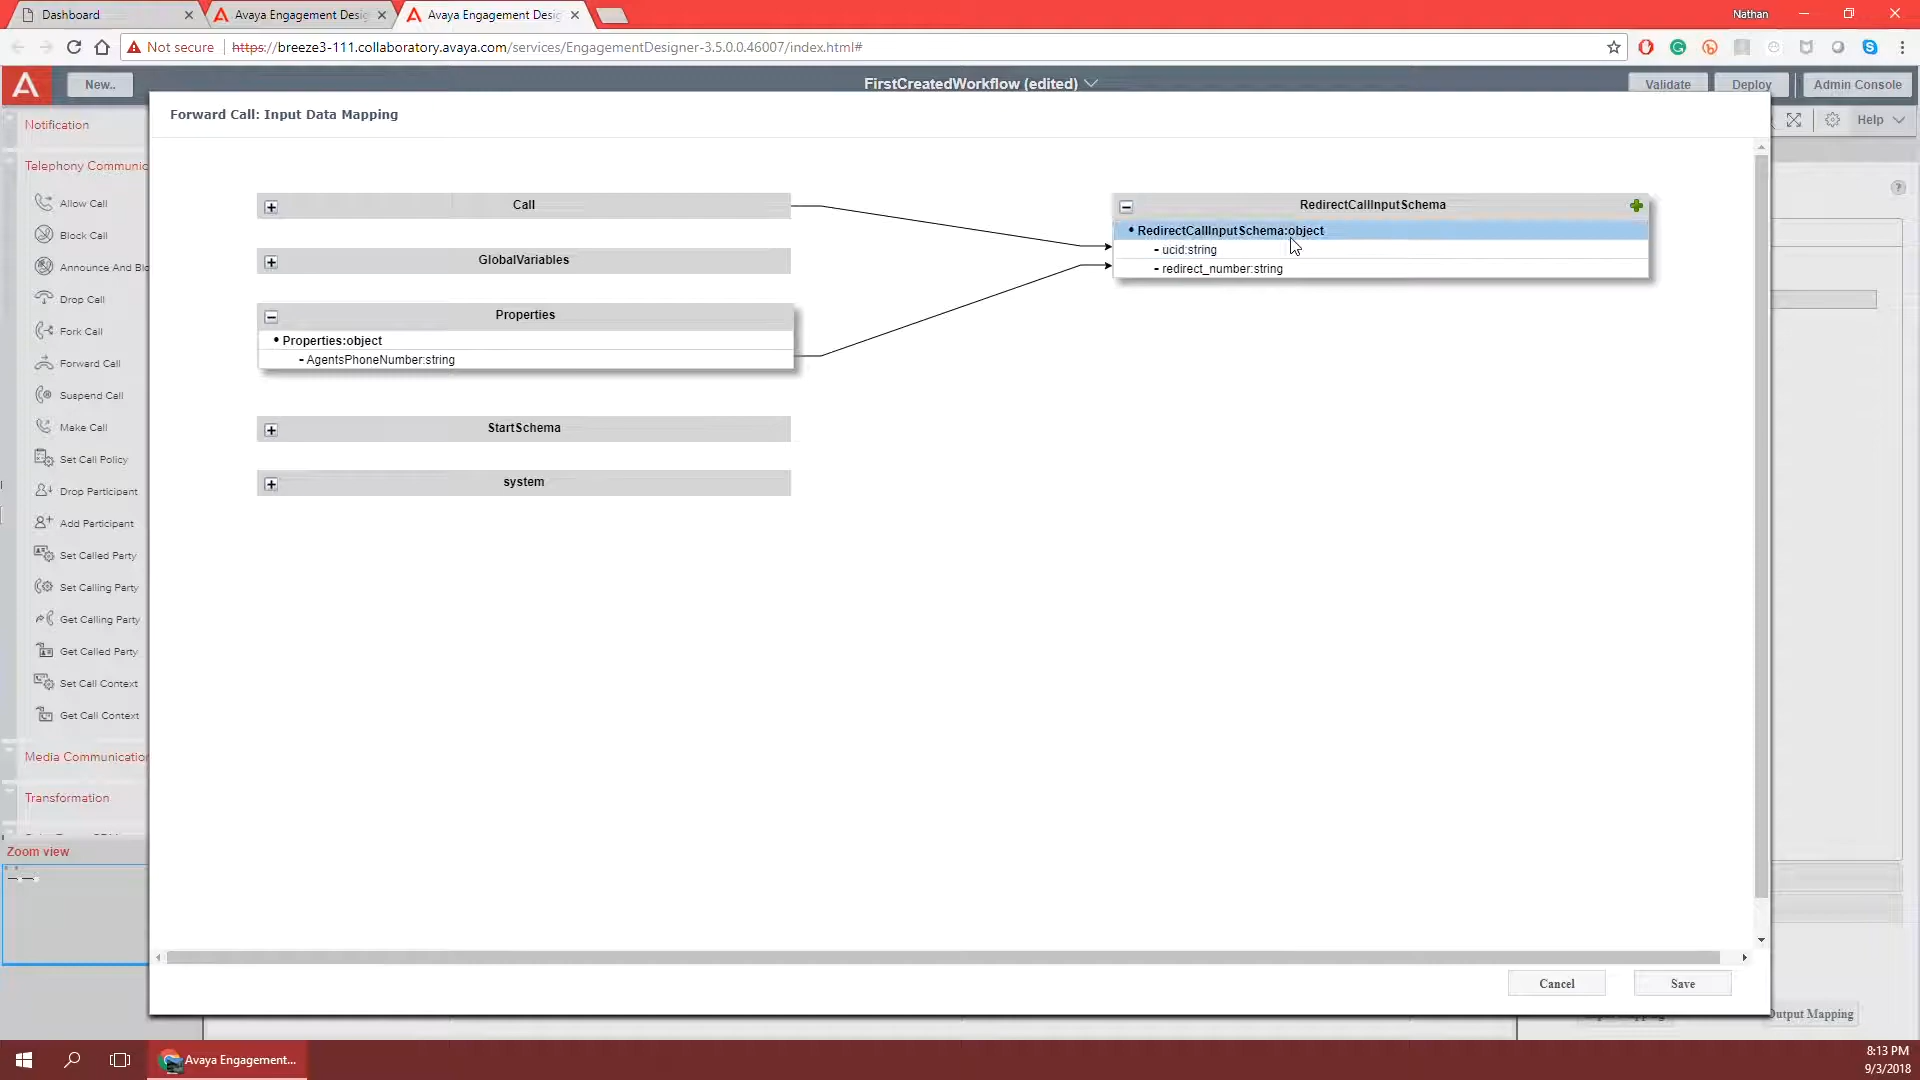 Dashboard
Avaya Engagement Desig
Avaya Engagement Desig
Nathan
Not secure
https://breeze3-111.collaboratory.avaya.com/services/EngagementDesigner-3.5.0.0.46007/index.html#
New..
FirstCreatedWorkflow (edited)
Validate
Deploy
Admin Console
Help
Forward Call: Input Data Mapping
Notification
Telephony Communic
Allow Call
Block Call
Announce And Blo
Drop Call
Fork Call
Forward Call
Suspend Call
Make Call
Set Call Policy
Drop Participant
Add Participant
Set Called Party
Set Calling Party
Get Calling Party
Get Called Party
Set Call Context
Get Call Context
Media Communication
Transformation
Zoom view
Call
GlobalVariables
Properties
• Properties:object
- AgentsPhoneNumber:string
StartSchema
system
RedirectCallInputSchema
• RedirectCallInputSchema:object
- ucid:string
- redirect_number:string
Cancel
Save
Output Mapping
Avaya Engagement...
8:13 PM
9/3/2018